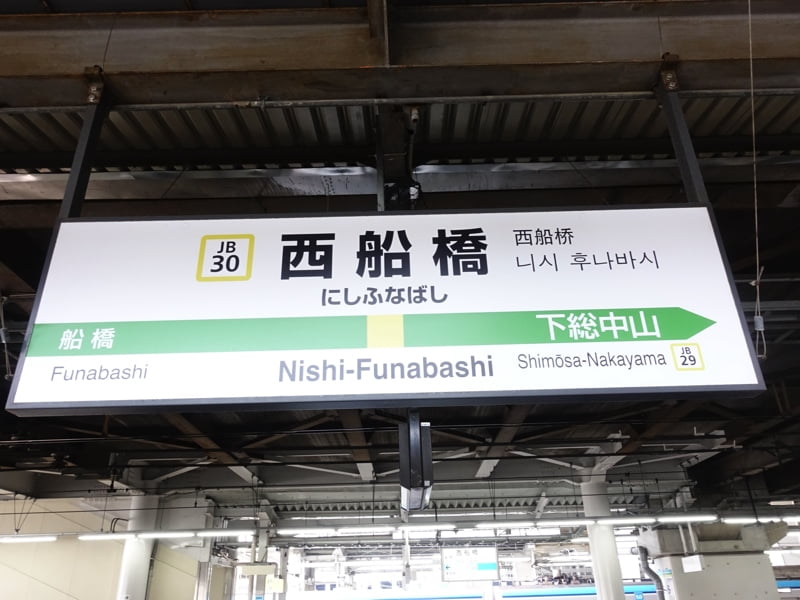 JB
30
西船橋
西船桥
니시 후나바시
にしふなばし
船橋
下総中山
Funabashi
Nishi-Funabashi
Shimōsa-Nakayama
JB
29